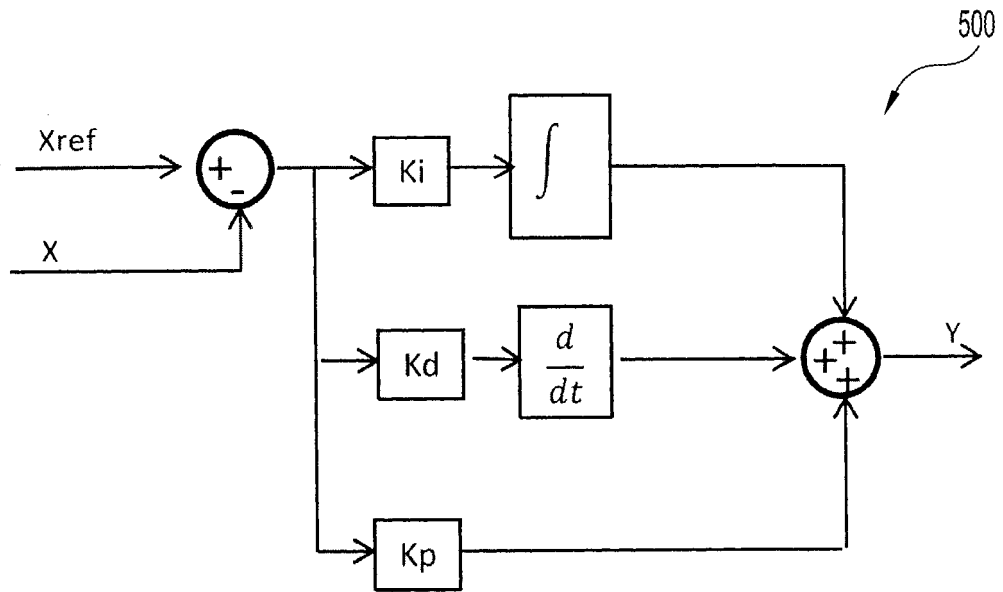 500
Xref
+
-
X
Ki
∫
Kd
d
dt
+
+
+
Y
Kp